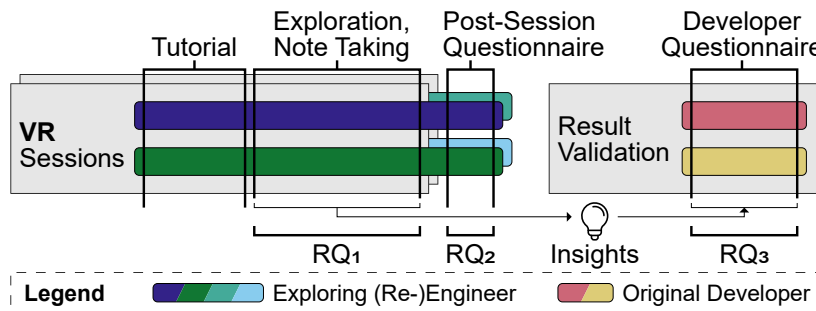 Tutorial
Exploration,
Note Taking
Post-Session
Questionnaire
Developer
Questionnaire
VR
Sessions
Result
Validation
RQ1
RQ2
Insights
RQ3
Legend
Exploring (Re-)Engineer
Original Developer